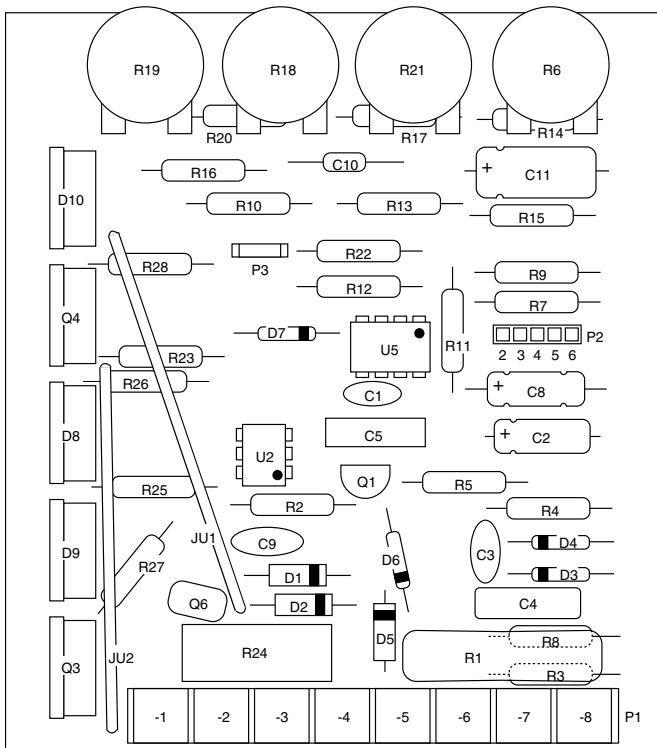 R19 R18 R21 R6
R20 R17 R14
R16 C10 C11
D10 R10 R13 R15
R28 P3 R22 R9
R12 R7
Q4 D7 U5 R11 P2
2 3 4 5 6
R23
R26 C1 C8
D8 U2 C5 C2
R25 Q1 R5
R2 R4
JU1 C9 D6 C3 D4
D9 R27 D1 D3
Q6 D2 D5 C4
Q3 JU2 R24 R1 R8
R3
-1 -2 -3 -4 -5 -6 -7 -8 P1
+
+
+